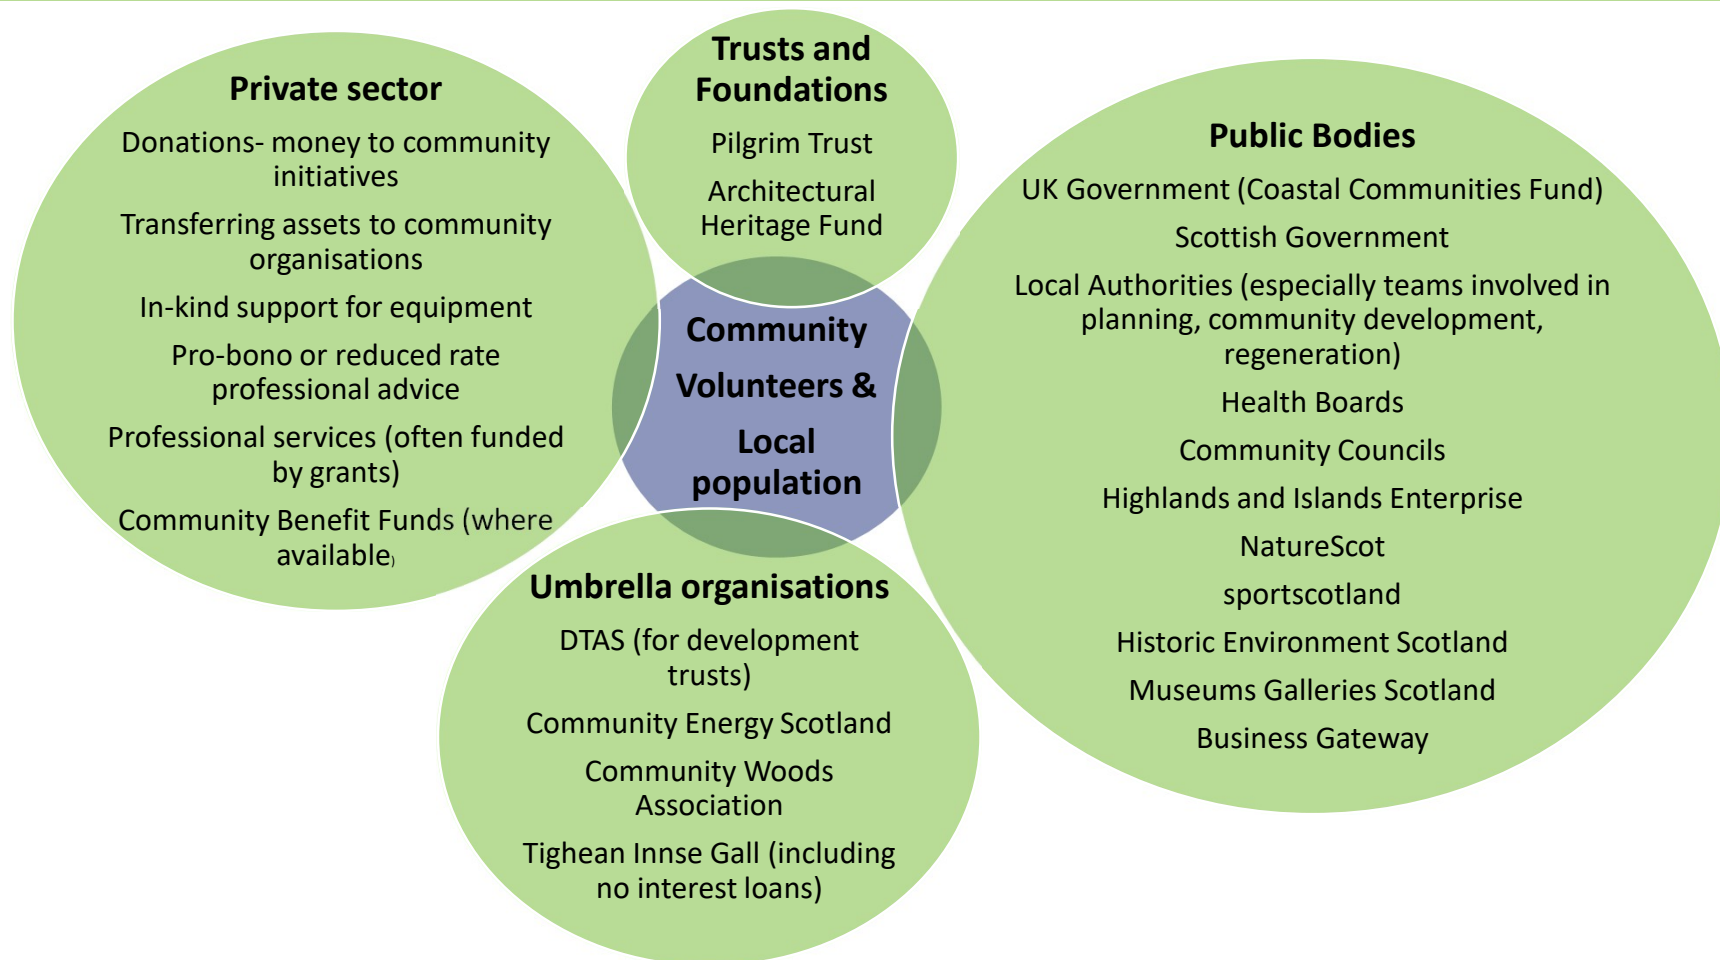 Private sector
Donations- money to community
initiatives
Transferring assets to community
organisations
In-kind support for equipment
Pro-bono or reduced rate
professional advice
Professional services (often funded
by grants)
Community Benefit Funds (where
available)
Trusts and
Foundations
Pilgrim Trust
Architectural
Heritage Fund
Community
Volunteers &
Local
population
Public Bodies
UK Government (Coastal Communities Fund)
Scottish Government
Local Authorities (especially teams involved in
planning, community development,
regeneration)
Health Boards
Community Councils
Highlands and Islands Enterprise
NatureScot
sportscotland
Historic Environment Scotland
Museums Galleries Scotland
Business Gateway
Umbrella organisations
DTAS (for development
trusts)
Community Energy Scotland
Community Woods
Association
Tighean Innse Gall (including
no interest loans)